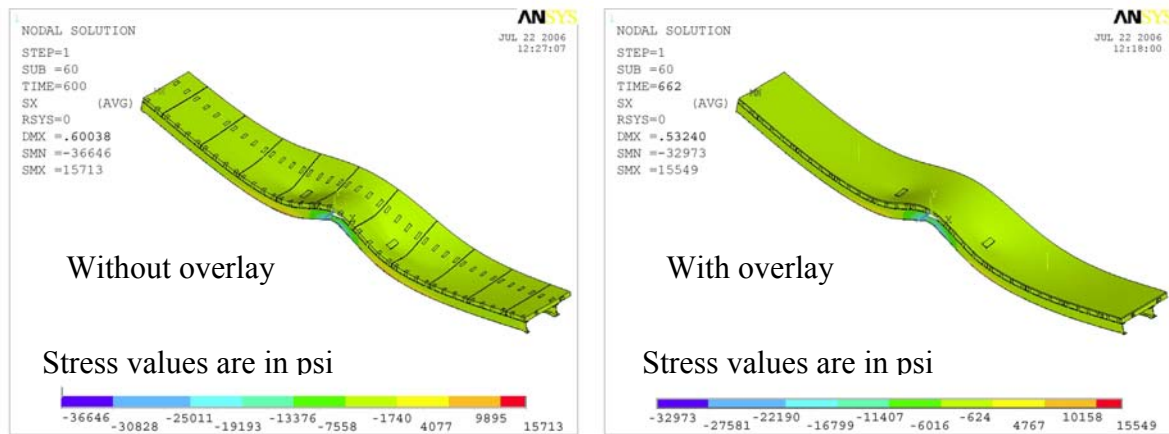 1
ANSYS
NODAL SOLUTION
JUL 22 2006
12:27:07
STEP=1
SUB =60
TIME=600
SX (AVG)
RSYS=0
DMX =.60038
SMN =-36646
SMX =15713
MN
Without overlay
Stress values are in psi
-36646 -25011 -13376 -1740 9895
-30828 -19193 -7558 4077 15713
1
ANSYS
NODAL SOLUTION
JUL 22 2006
12:18:00
STEP=1
SUB =60
TIME=662
SX (AVG)
RSYS=0
DMX =.53240
SMN =-32973
SMX =15549
With overlay
Stress values are in psi
-32973 -22190 -11407 -624 10158
-27581 -16799 -6016 4767 15549